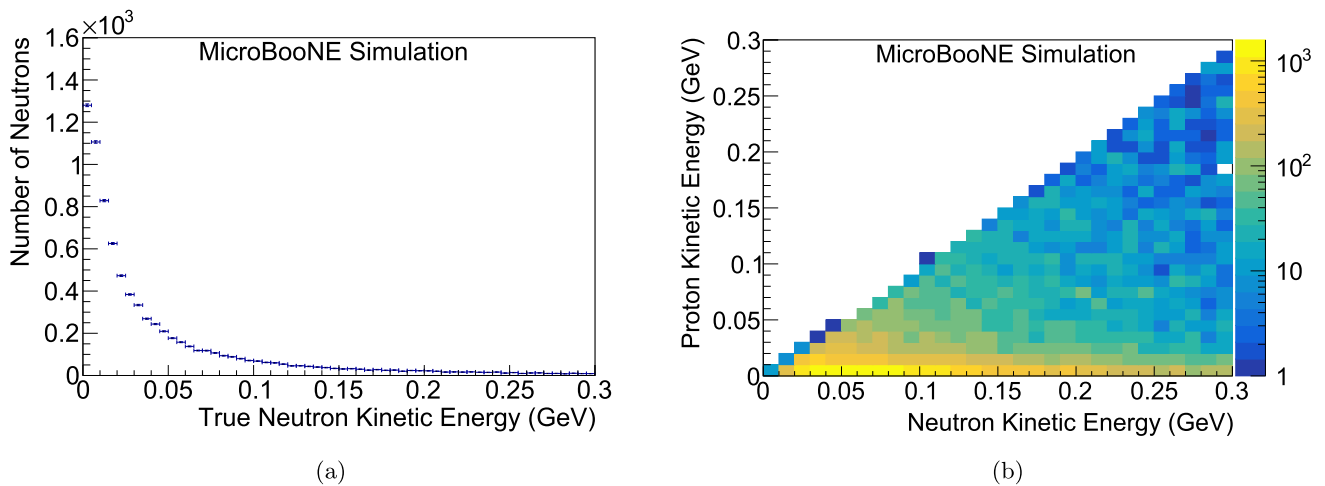 ×10³
1.6
1.4
1.2
1
0.8
0.6
0.4
0.2
0
Number of Neutrons
MicroBooNE Simulation
0 0.05 0.1 0.15 0.2 0.25 0.3
True Neutron Kinetic Energy (GeV)
(a)
0.3
0.25
0.2
0.15
0.1
0.05
0
Proton Kinetic Energy (GeV)
MicroBooNE Simulation
0 0.05 0.1 0.15 0.2 0.25 0.3
Neutron Kinetic Energy (GeV)
10³
10²
10
1
(b)